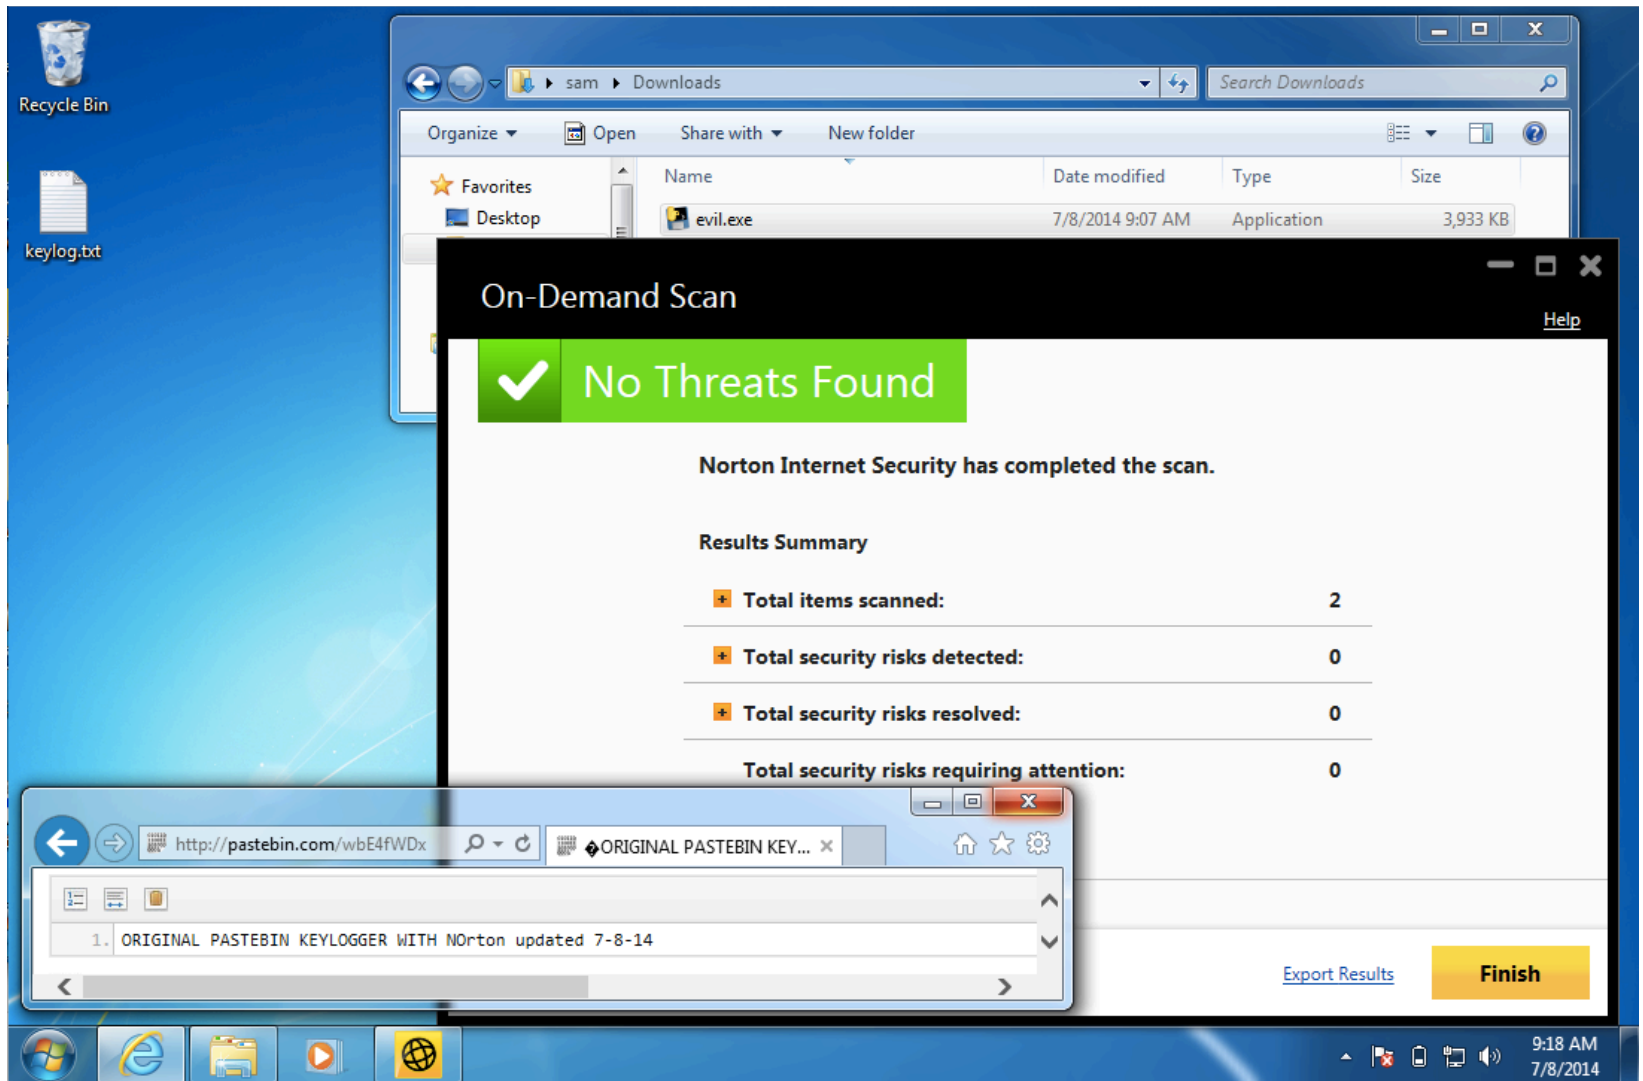 Recycle Bin
keylog.txt
sam Downloads
Search Downloads
Organize Open Share with New folder
Name Date modified Type Size
Favorites
Desktop
evil.exe 7/8/2014 9:07 AM Application 3,933 KB
On-Demand Scan
Help
No Threats Found
Norton Internet Security has completed the scan.
Results Summary
Total items scanned: 2
Total security risks detected: 0
Total security risks resolved: 0
Total security risks requiring attention: 0
http://pastebin.com/wbE4fWDx
�ORIGINAL PASTEBIN KEY...
1. ORIGINAL PASTEBIN KEYLOGGER WITH NOrton updated 7-8-14
Export Results
Finish
9:18 AM
7/8/2014